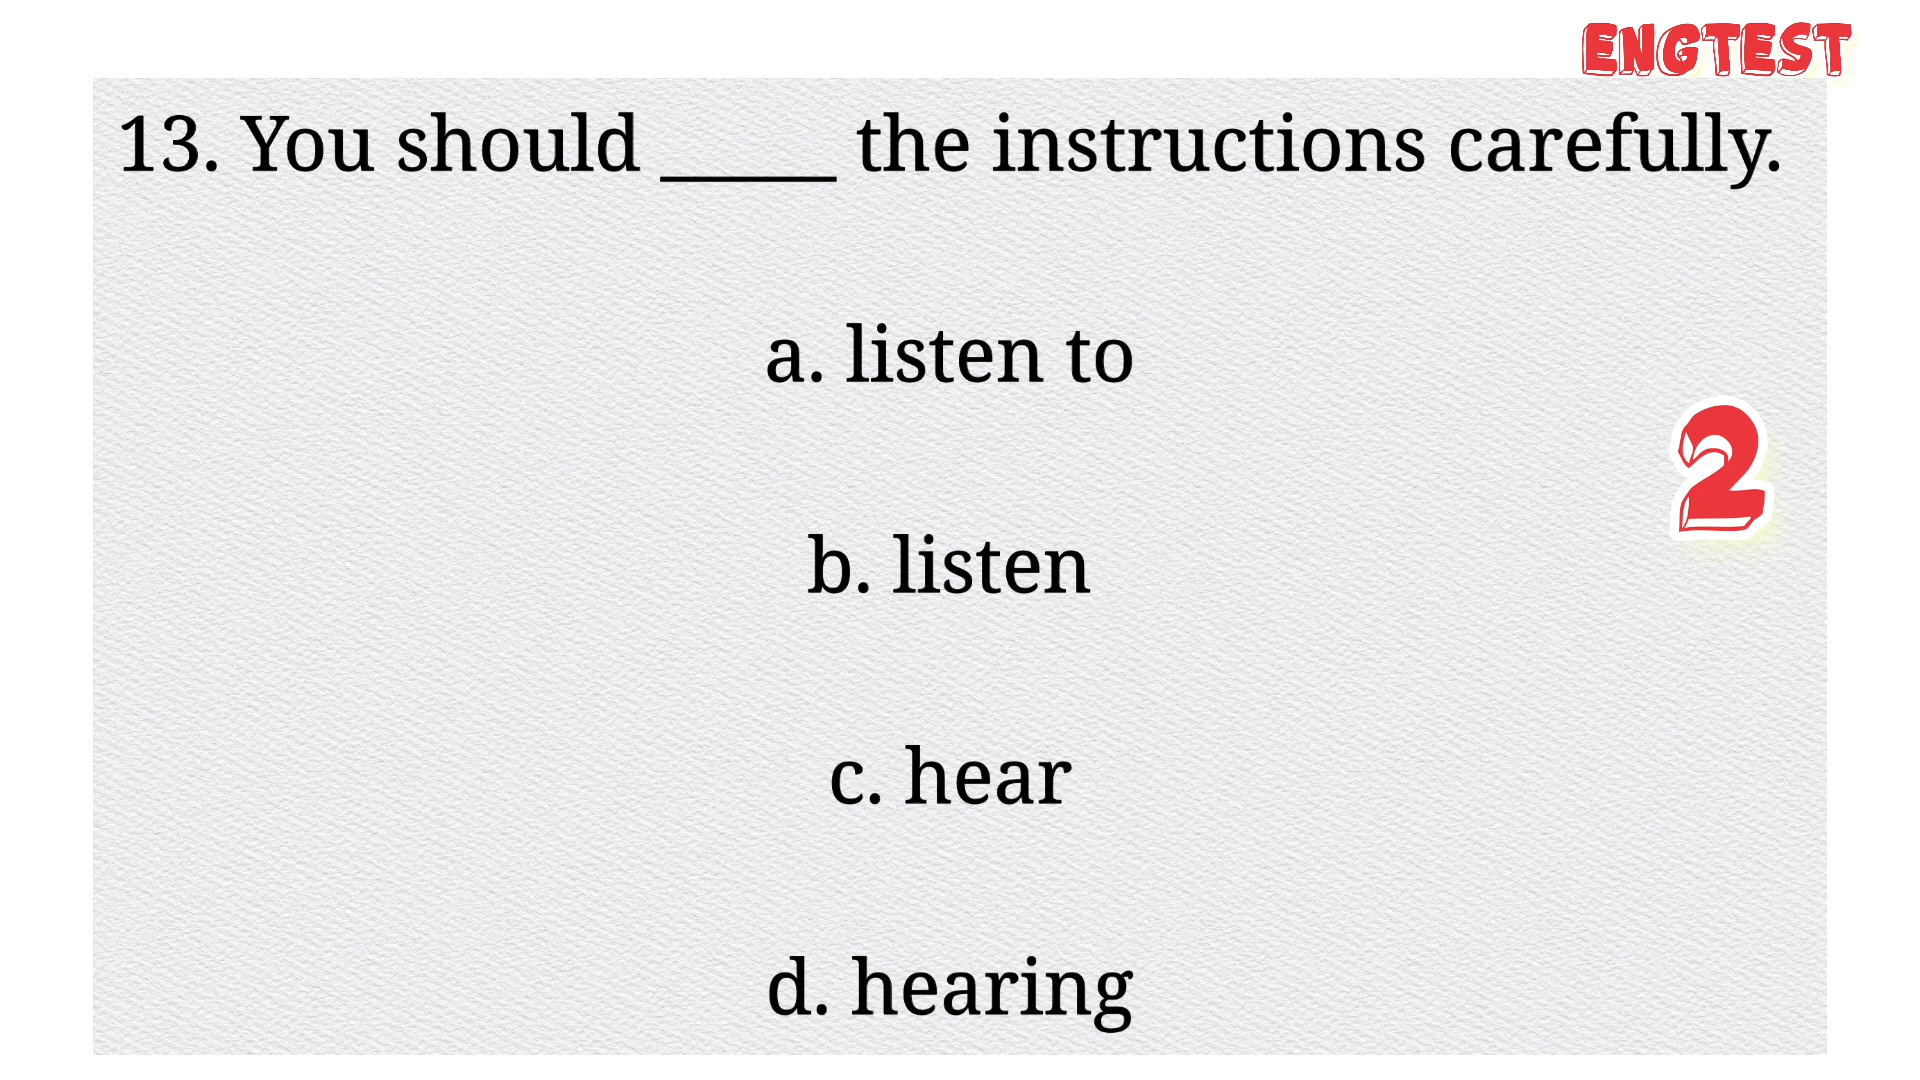 ENGTEST
13. You should _____ the instructions carefully.
a. listen to
2
b. listen
c. hear
d. hearing